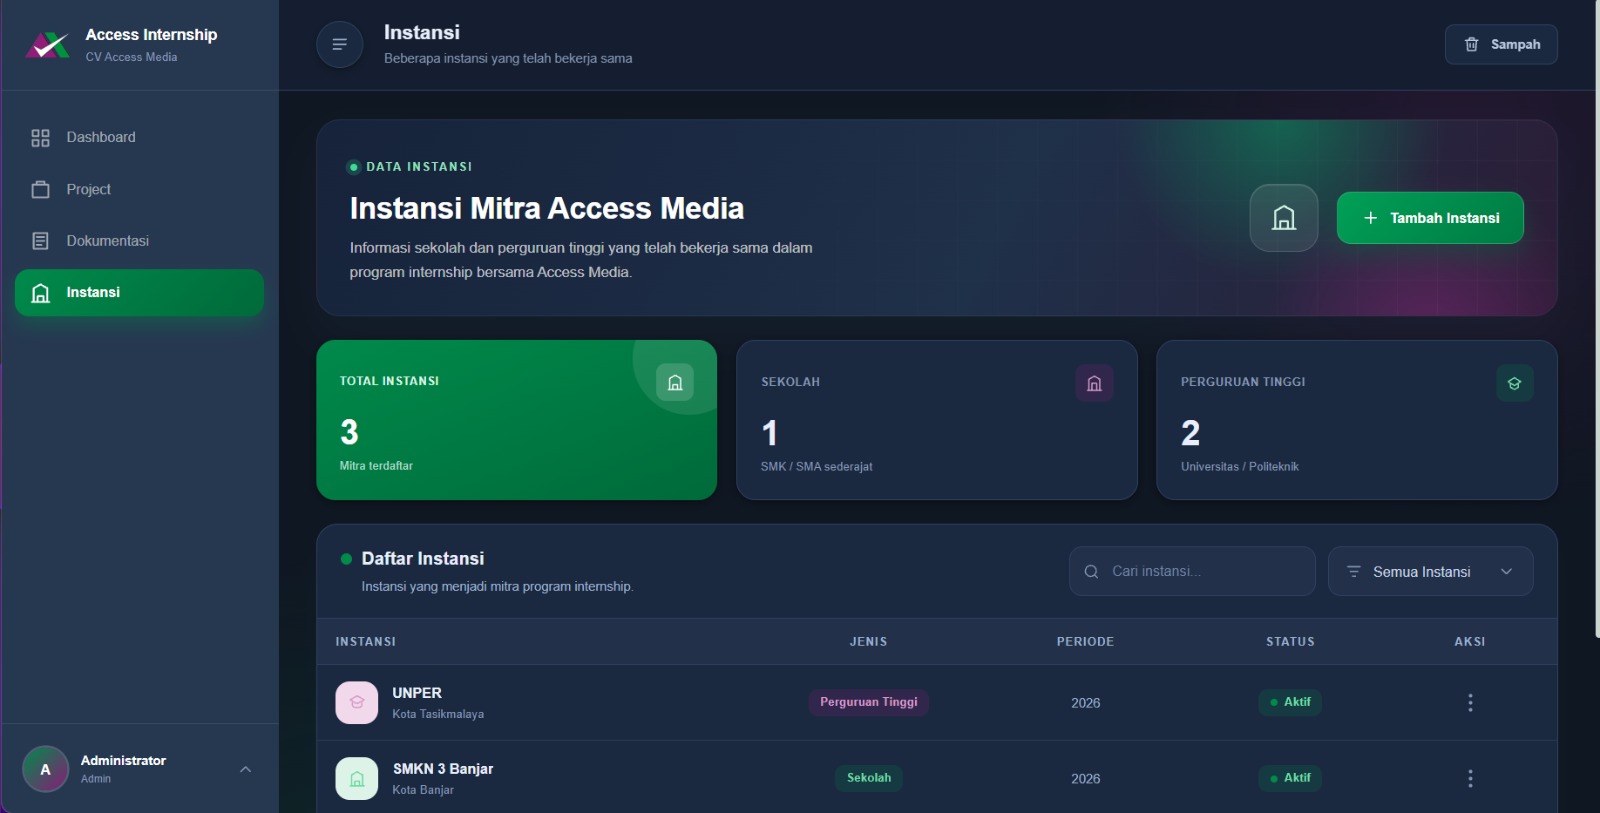 Access Internship
CV Access Media
Dashboard
Project
Dokumentasi
Instansi
A
Administrator
Admin
Instansi
Beberapa instansi yang telah bekerja sama
Sampah
DATA INSTANSI
Instansi Mitra Access Media
Informasi sekolah dan perguruan tinggi yang telah bekerja sama dalam
program internship bersama Access Media.
Tambah Instansi
TOTAL INSTANSI
3
Mitra terdaftar
SEKOLAH
1
SMK / SMA sederajat
PERGURUAN TINGGI
2
Universitas / Politeknik
Daftar Instansi
Instansi yang menjadi mitra program internship.
Cari instansi...
Semua Instansi
INSTANSI JENIS PERIODE STATUS AKSI
UNPER
Kota Tasikmalaya
Perguruan Tinggi
2026
Aktif
SMKN 3 Banjar
Kota Banjar
Sekolah
2026
Aktif